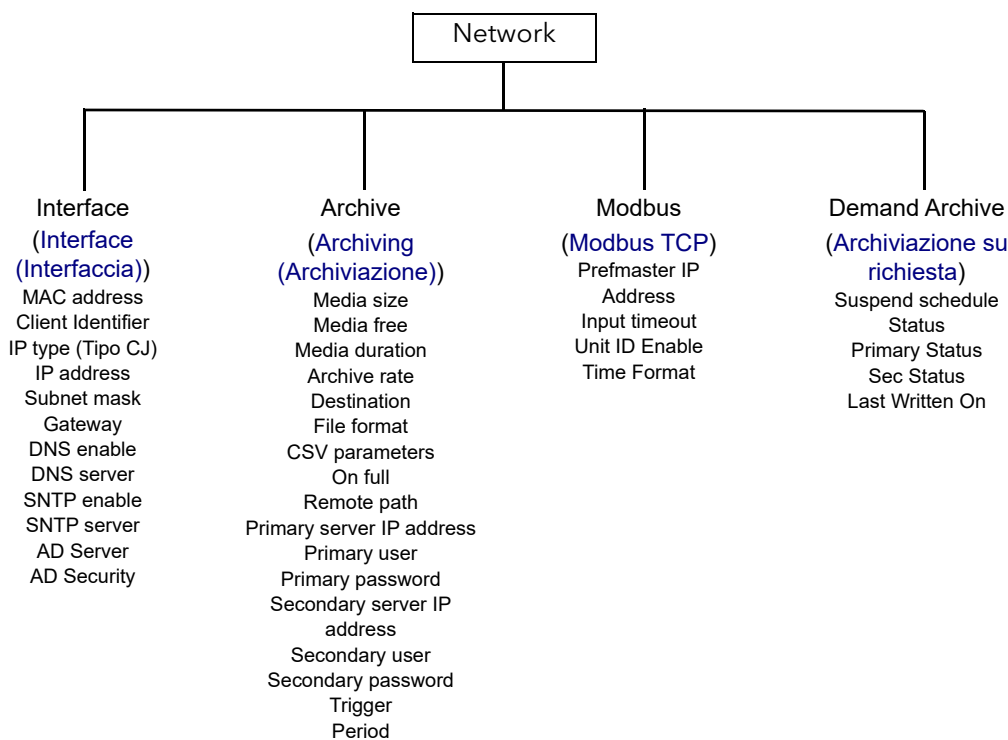 Network
Interface
(Interface
(Interfaccia))
MAC address
Client Identifier
IP type (Tipo CJ)
IP address
Subnet mask
Gateway
DNS enable
DNS server
SNTP enable
SNTP server
AD Server
AD Security
Archive
(Archiving
(Archiviazione))
Media size
Media free
Media duration
Archive rate
Destination
File format
CSV parameters
On full
Remote path
Primary server IP address
Primary user
Primary password
Secondary server IP
address
Secondary user
Secondary password
Trigger
Period
Modbus
(Modbus TCP)
Prefmaster IP
Address
Input timeout
Unit ID Enable
Time Format
Demand Archive
(Archiviazione su
richiesta)
Suspend schedule
Status
Primary Status
Sec Status
Last Written On